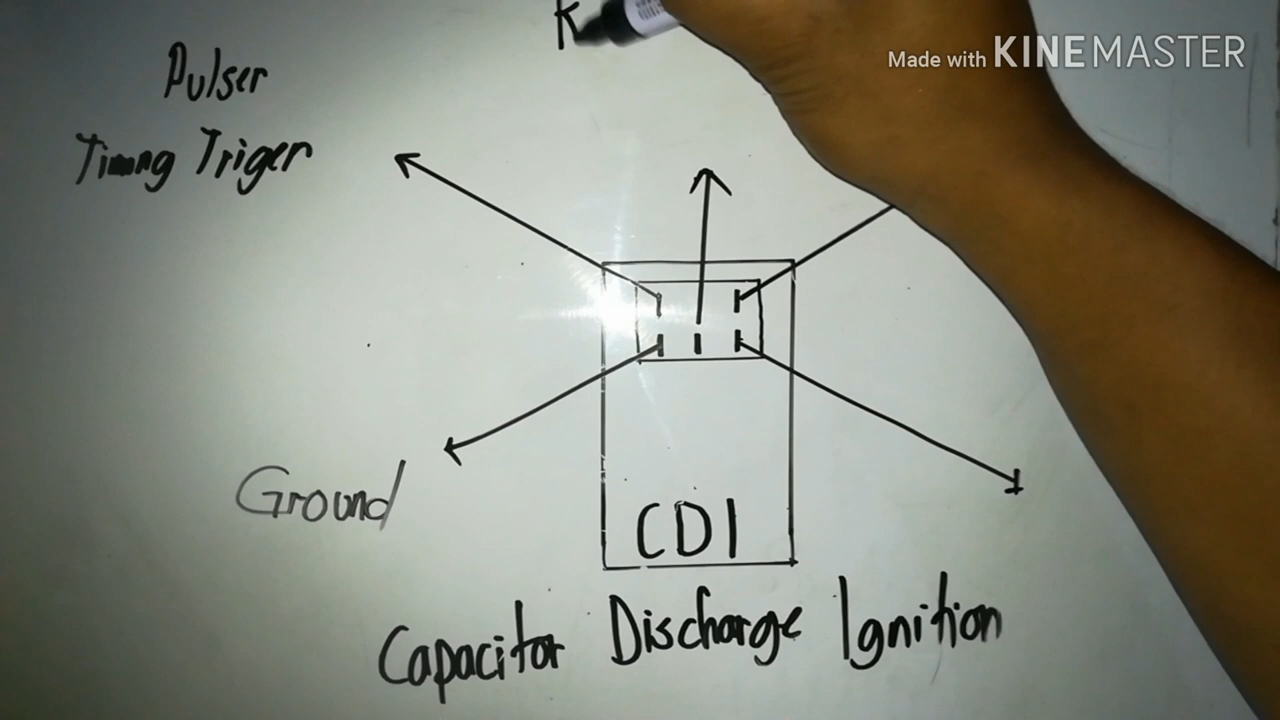 K
Made with KINEMASTER
Pulser
Timing Triger
Ground
CDI
Capacitor Discharge Ignition